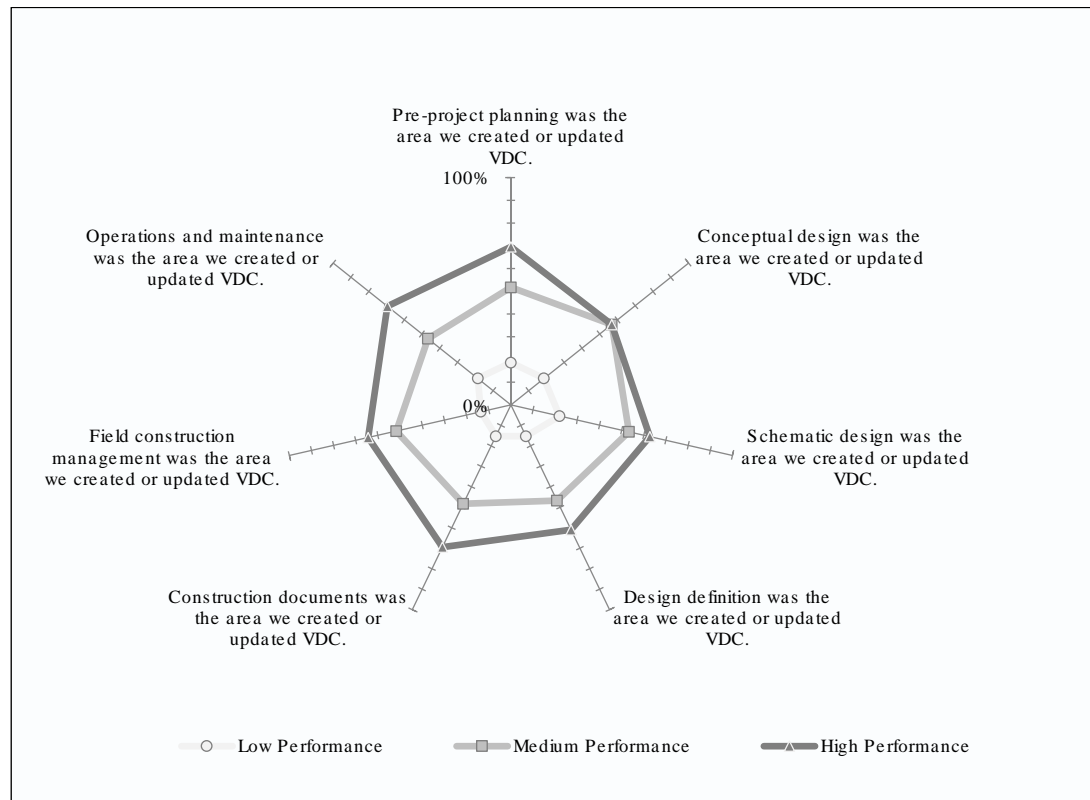 Pre-project planning was the
area we created or updated
VDC.
100%
Operations and maintenance
was the area we created or
updated VDC.
Conceptual design was the
area we created or updated
VDC.
0%
Field construction
management was the area
we created or updated VDC.
Schematic design was the
area we created or updated
VDC.
Construction documents was
the area we created or
updated VDC.
Design definition was the
area we created or updated
VDC.
Low Performance
Medium Performance
High Performance